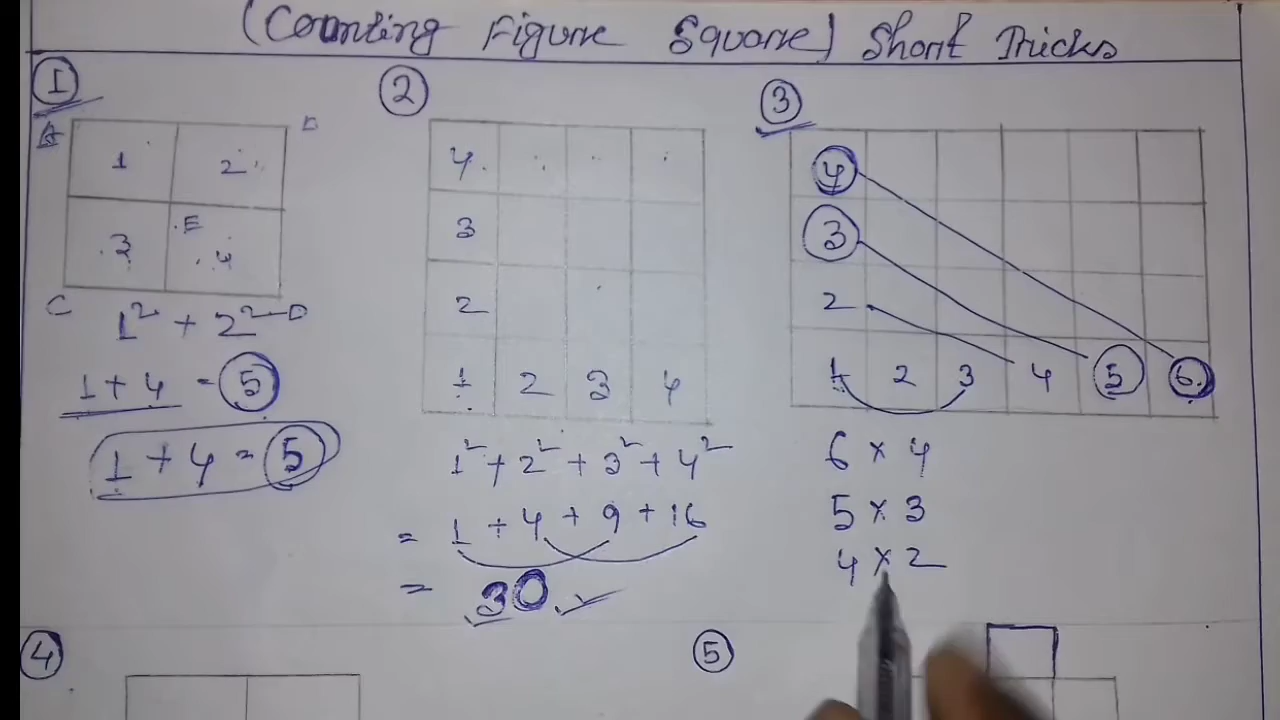 (Counting Figure Square) Short Tricks
①
A
1 2
B
3 E 4
C D
1² + 2²
1 + 4 = 5
1 + 4 = 5
②
4
3
2
1 2 3 4
1² + 2² + 3² + 4²
= 1 + 4 + 9 + 16
= 30
③
4
3
2
1 2 3 4 5 6
6 × 4
5 × 3
4 × 2
④
⑤